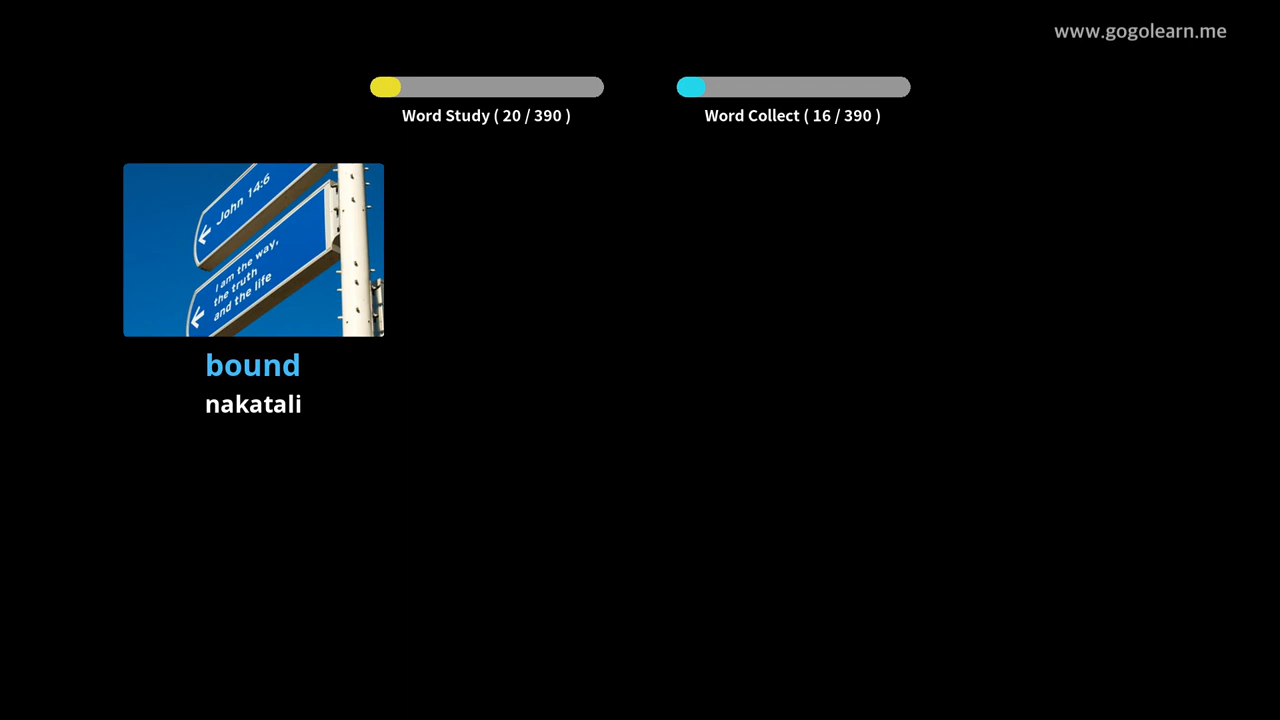 www.gogolearn.me
Word Study ( 20 / 390 )
Word Collect ( 16 / 390 )
John 14:6
I am the way,
the truth
and the life
bound
nakatali